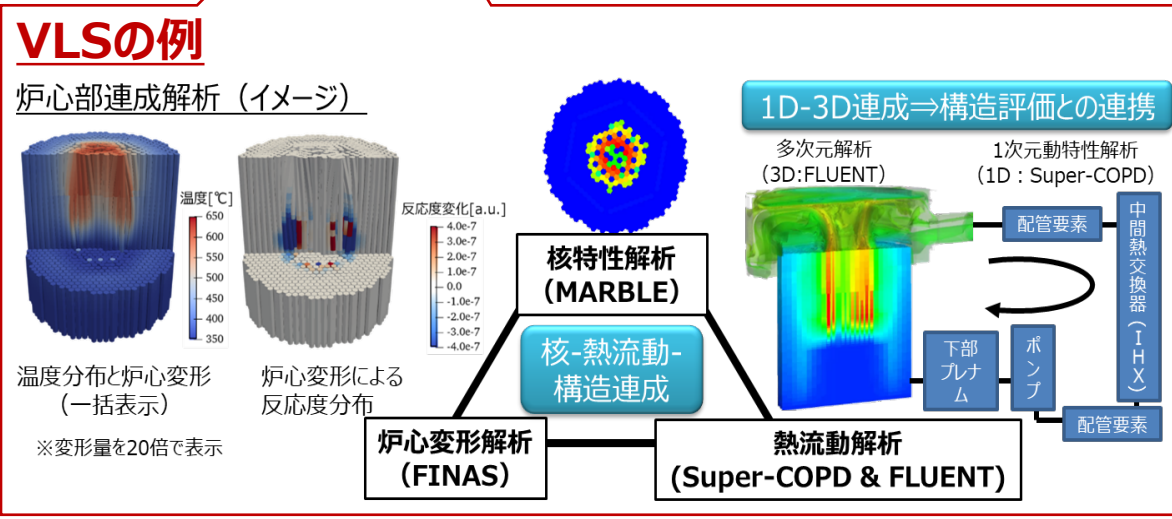 VLSの例
炉心部連成解析（イメージ）
温度[℃]
650
600
550
500
450
400
350
反応度変化[a.u.]
4.0e-7
3.0e-7
2.0e-7
1.0e-7
0.0
-1.0e-7
-2.0e-7
-3.0e-7
-4.0e-7
温度分布と炉心変形
（一括表示）
炉心変形による
反応度分布
※変形量を20倍で表示
核特性解析
（MARBLE）
核-熱流動-
構造連成
炉心変形解析
（FINAS）
熱流動解析
(Super-COPD & FLUENT)
1D-3D連成⇒構造評価との連携
多次元解析
（3D:FLUENT）
1次元動特性解析
（1D：Super-COPD）
配管要素
中間熱交換器（IHX）
下部
プレナ
ム
ポンプ
配管要素